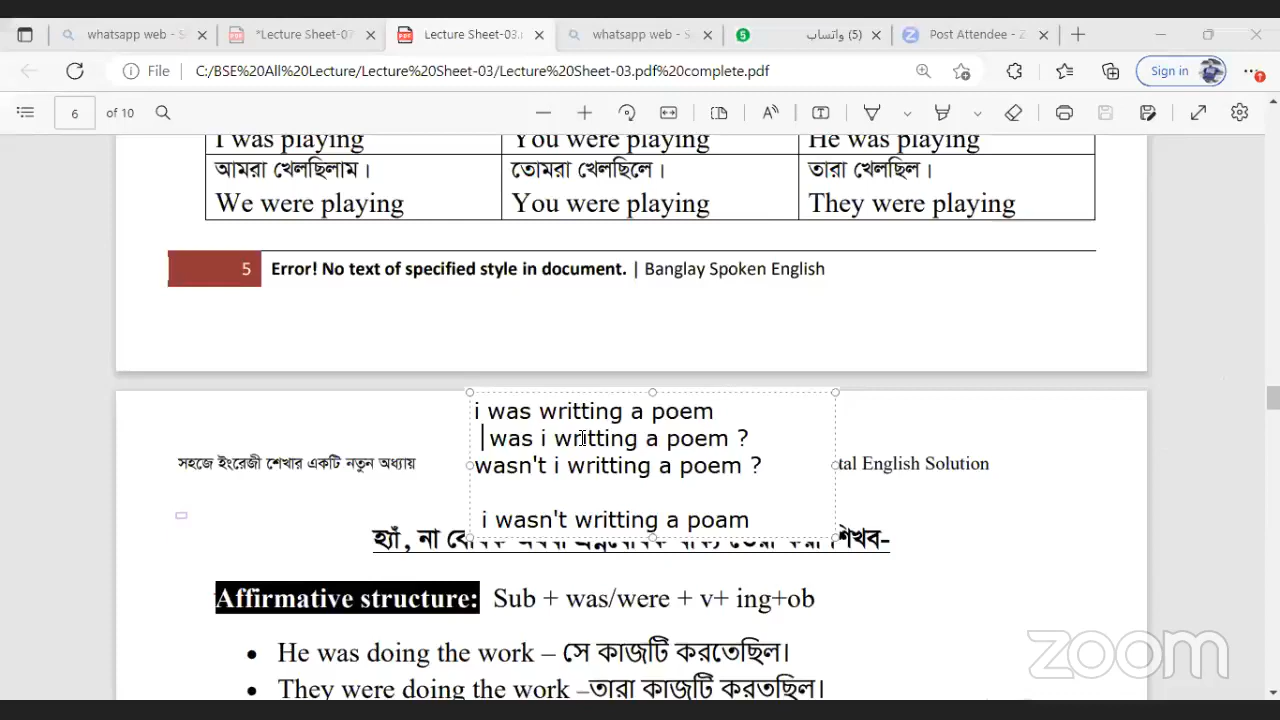 whatsapp web - S
*Lecture Sheet-07
Lecture Sheet-03.
whatsapp web - S
(5) واتساب
Post Attendee - Z
File
C:/BSE%20All%20Lecture/Lecture%20Sheet-03/Lecture%20Sheet-03.pdf%20complete.pdf
Sign in
6 of 10
I was playing You were playing He was playing
আমরা খেলছিলাম। তোমরা খেলছিলে। তারা খেলছিল।
We were playing You were playing They were playing
5 Error! No text of specified style in document. | Banglay Spoken English
i was writting a poem
was i writting a poem ?
wasn't i writting a poem ?
সহজে ইংরেজী শেখার একটি নতুন অধ্যায় tal English Solution
i wasn't writting a poam
হ্যাঁ, না শিখব-
Affirmative structure: Sub + was/were + v+ ing+ob
• He was doing the work – সে কাজটি করতেছিল।
• They were doing the work –তারা কাজটি করতছিল।
zoom